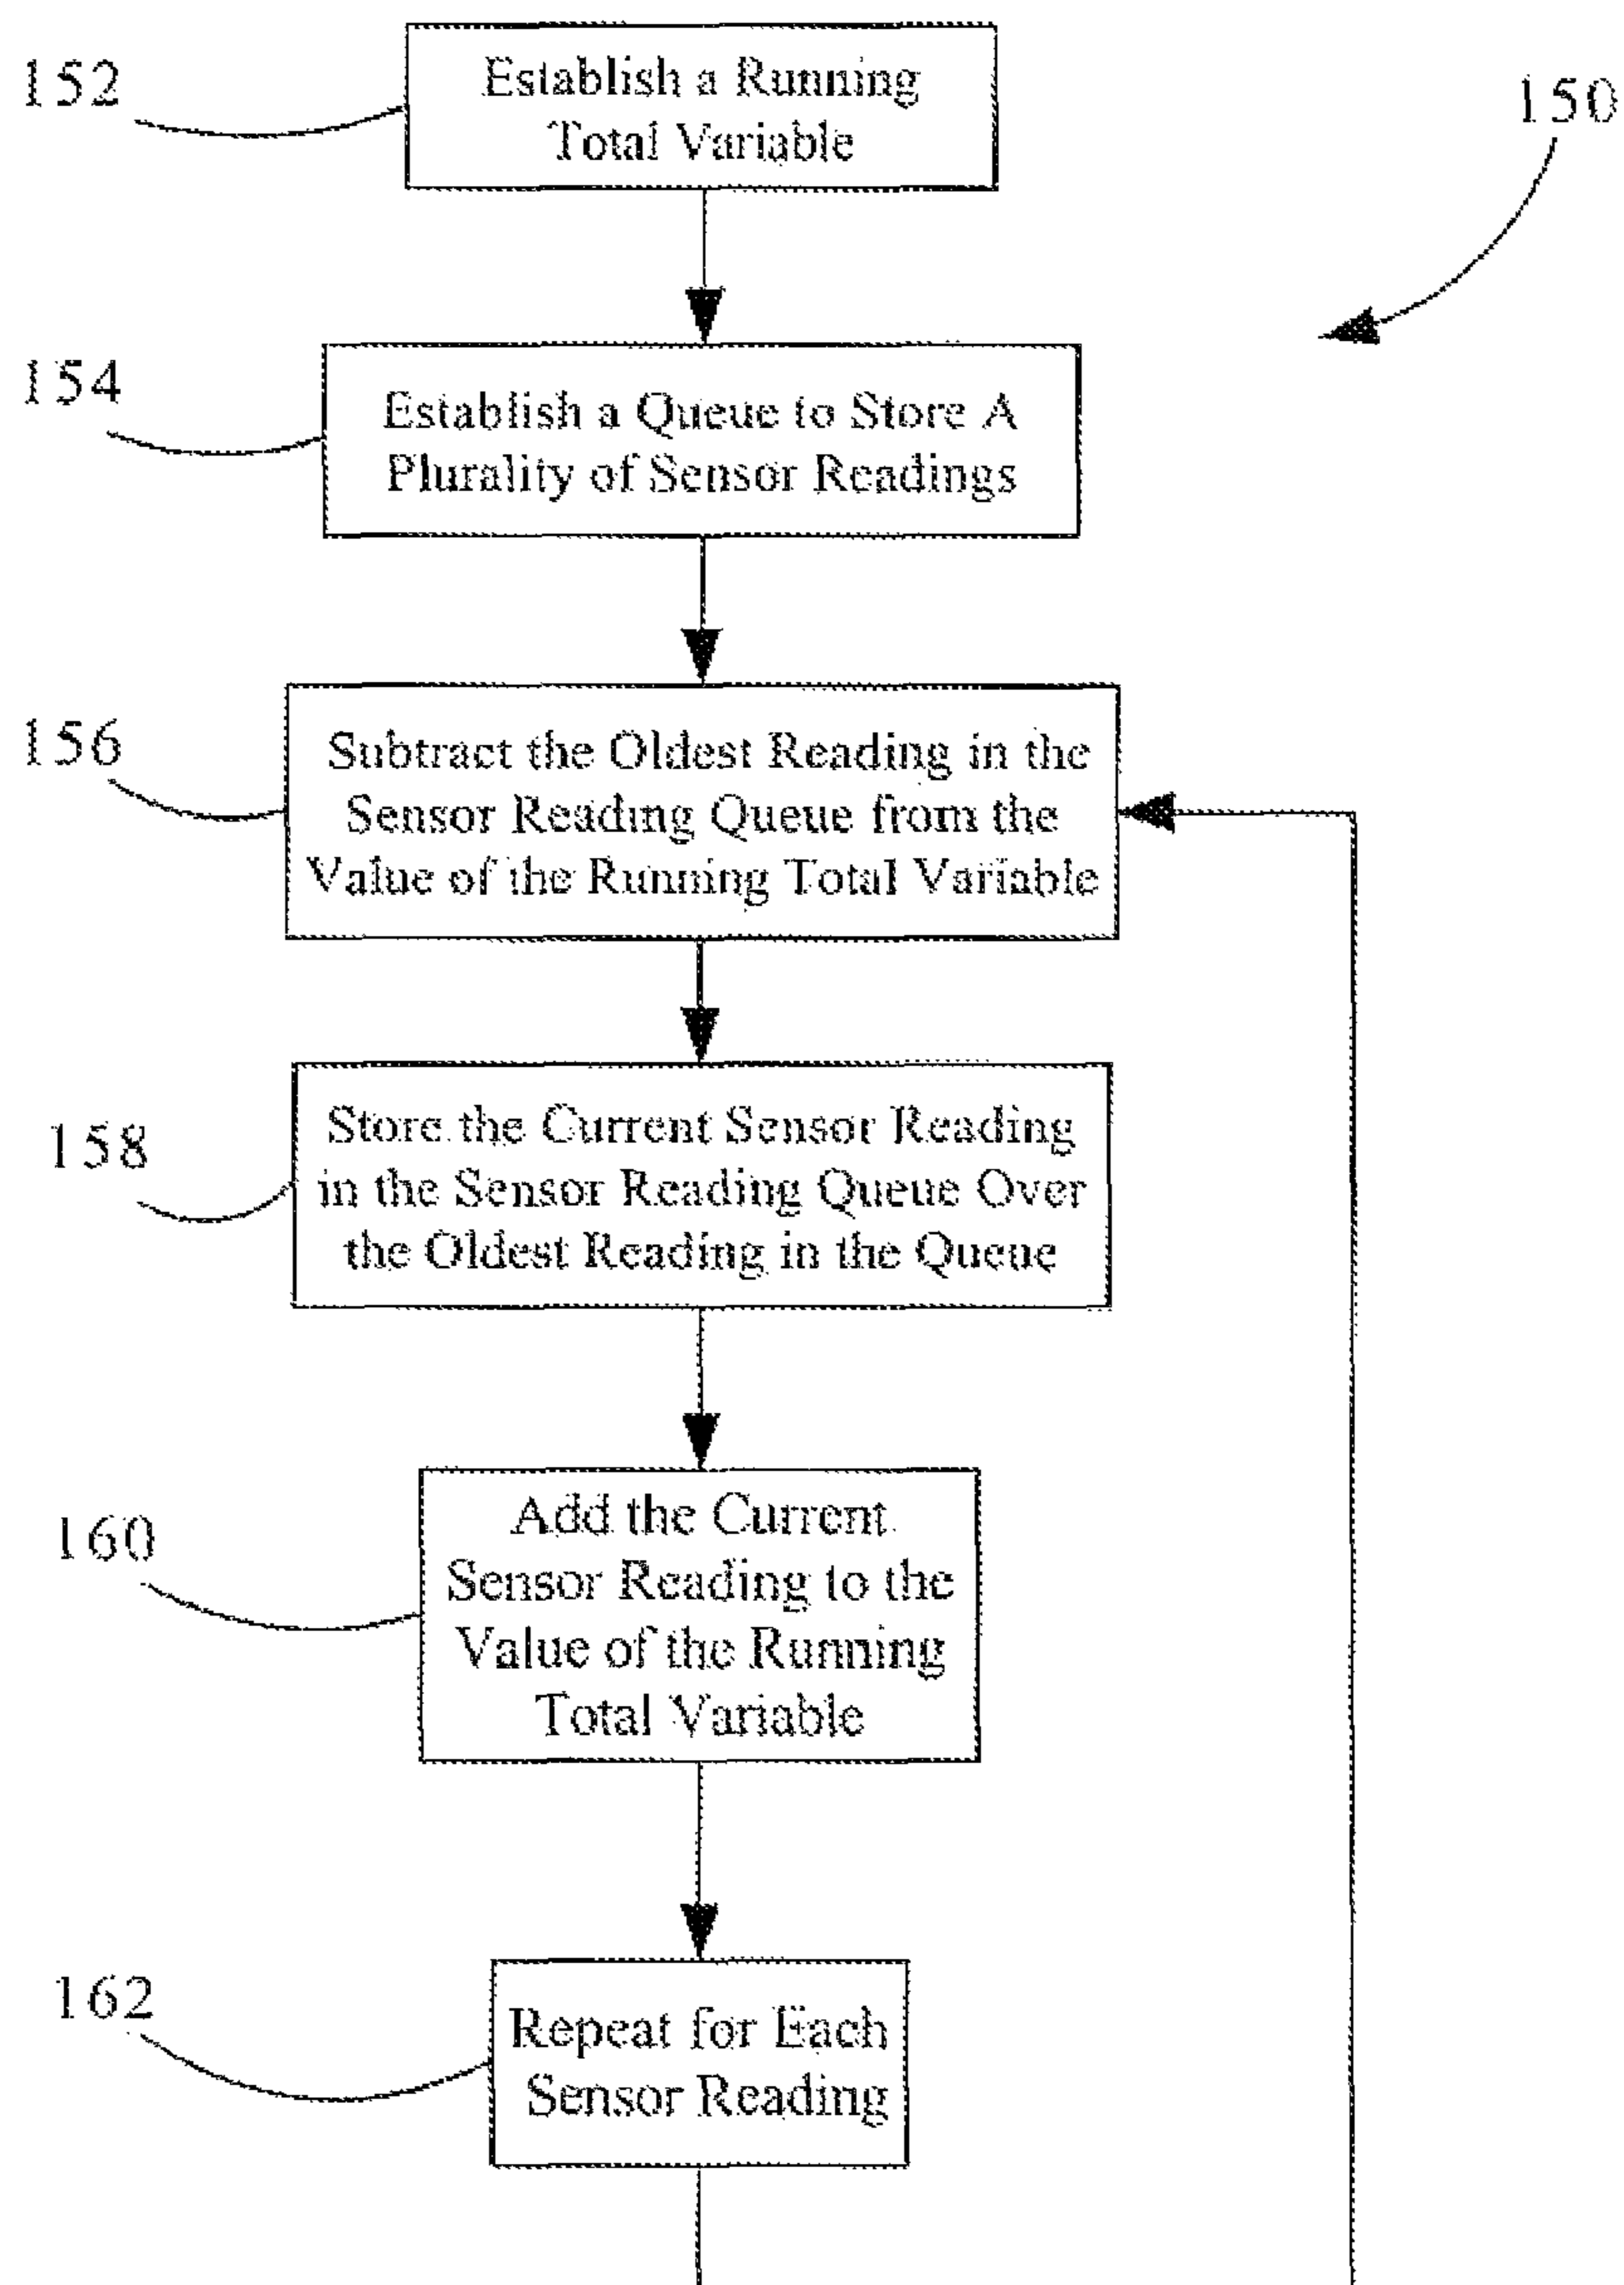 152
Establish a Running
Total Variable
150
154
Establish a Queue to Store A
Plurality of Sensor Readings
156
Subtract the Oldest Reading in the
Sensor Reading Queue from the
Value of the Running Total Variable
158
Store the Current Sensor Reading
in the Sensor Reading Queue Over
the Oldest Reading in the Queue
160
Add the Current
Sensor Reading to the
Value of the Running
Total Variable
162
Repeat for Each
Sensor Reading